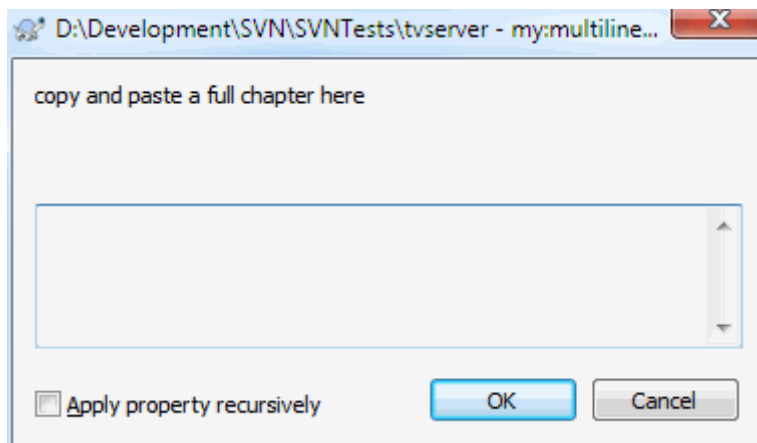 D:\Development\SVN\SVNTests\tvserver - my:multiline...
copy and paste a full chapter here
Apply property recursively
OK
Cancel